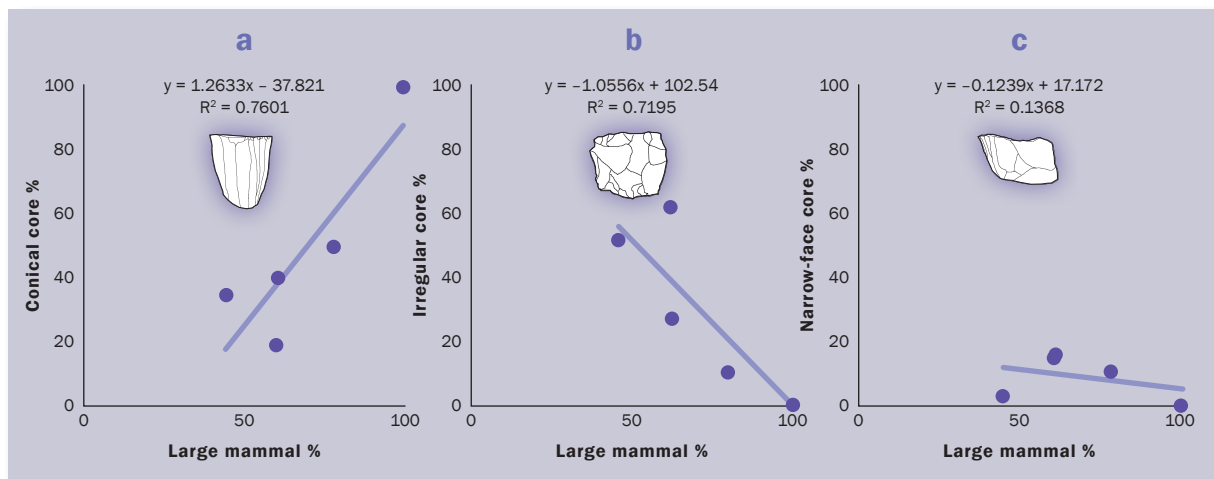 a
y = 1.2633x – 37.821
R² = 0.7601
Conical core %
100
80
60
40
20
0
0 50 100
Large mammal %
b
y = –1.0556x + 102.54
R² = 0.7195
Irregular core %
100
80
60
40
20
0
0 50 100
Large mammal %
c
y = –0.1239x + 17.172
R² = 0.1368
Narrow-face core %
100
80
60
40
20
0
0 50 100
Large mammal %